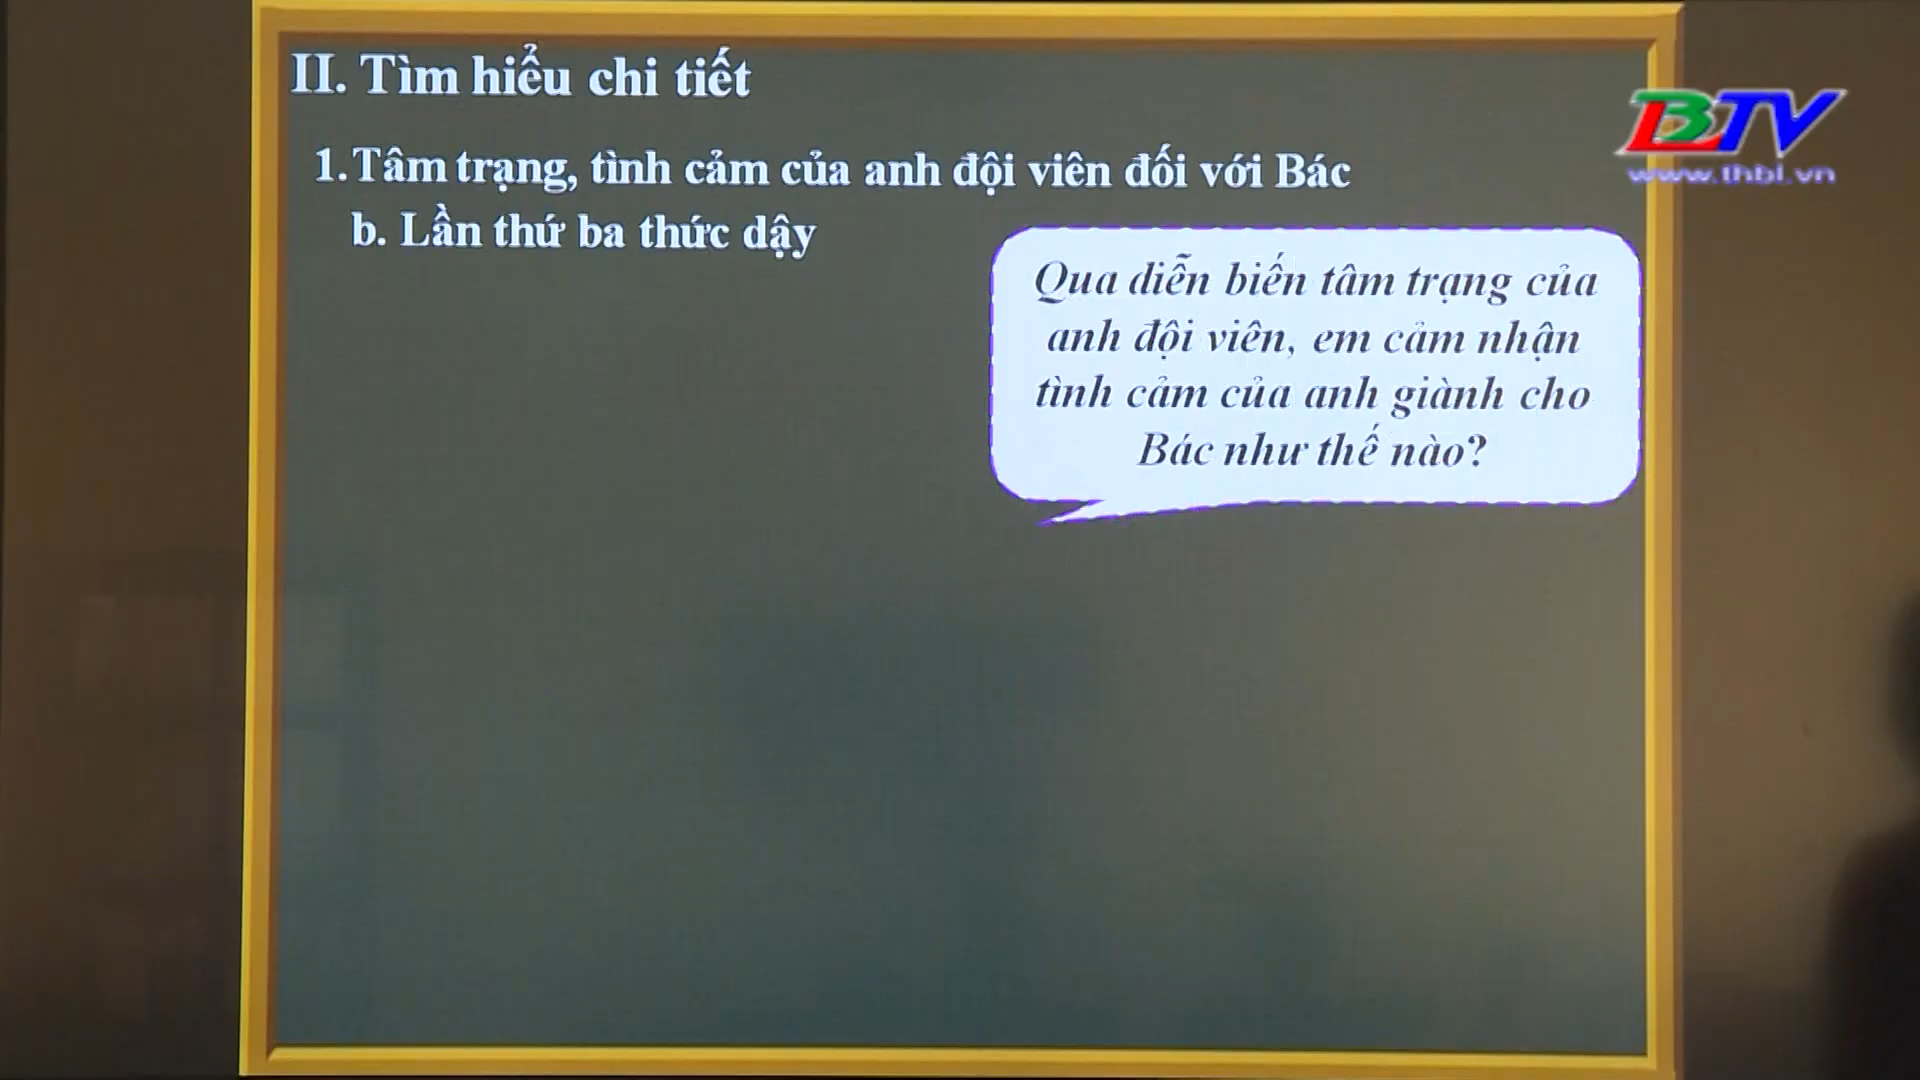 II. Tìm hiểu chi tiết
BTV
www.thbl.vn
1.Tâm trạng, tình cảm của anh đội viên đối với Bác
b. Lần thứ ba thức dậy
Qua diễn biến tâm trạng của
anh đội viên, em cảm nhận
tình cảm của anh giành cho
Bác như thế nào?